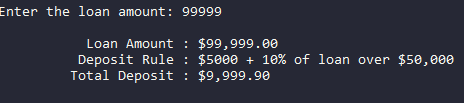 Enter the loan amount: 99999
Loan Amount : $99,999.00
Deposit Rule : $5000 + 10% of loan over $50,000
Total Deposit : $9,999.90